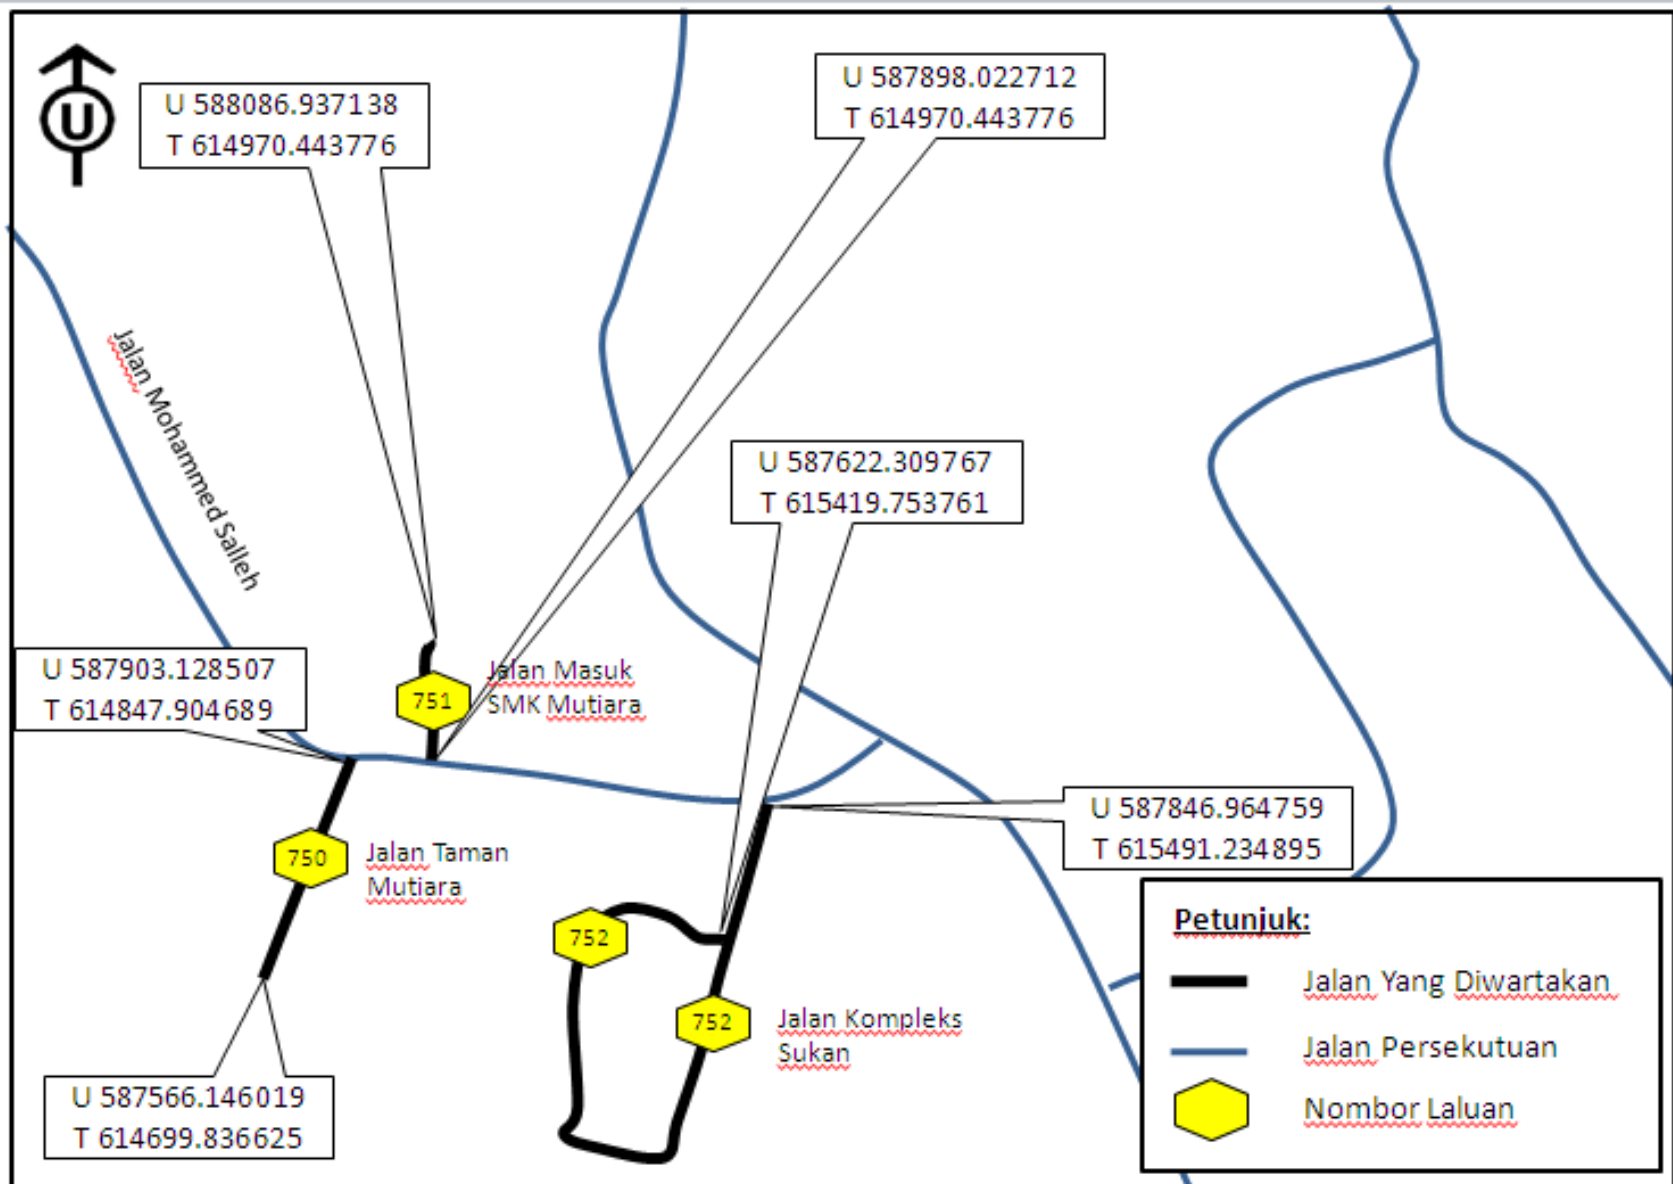 U
U 588086.937138
T 614970.443776
U 587898.022712
T 614970.443776
Jalan Mohammed Salleh
U 587622.309767
T 615419.753761
U 587903.128507
T 614847.904689
751
Jalan Masuk
SMK Mutiara
U 587846.964759
T 615491.234895
750
Jalan Taman
Mutiara
752
752
Jalan Kompleks
Sukan
U 587566.146019
T 614699.836625
Petunjuk:
Jalan Yang Diwartakan
Jalan Persekutuan
Nombor Laluan